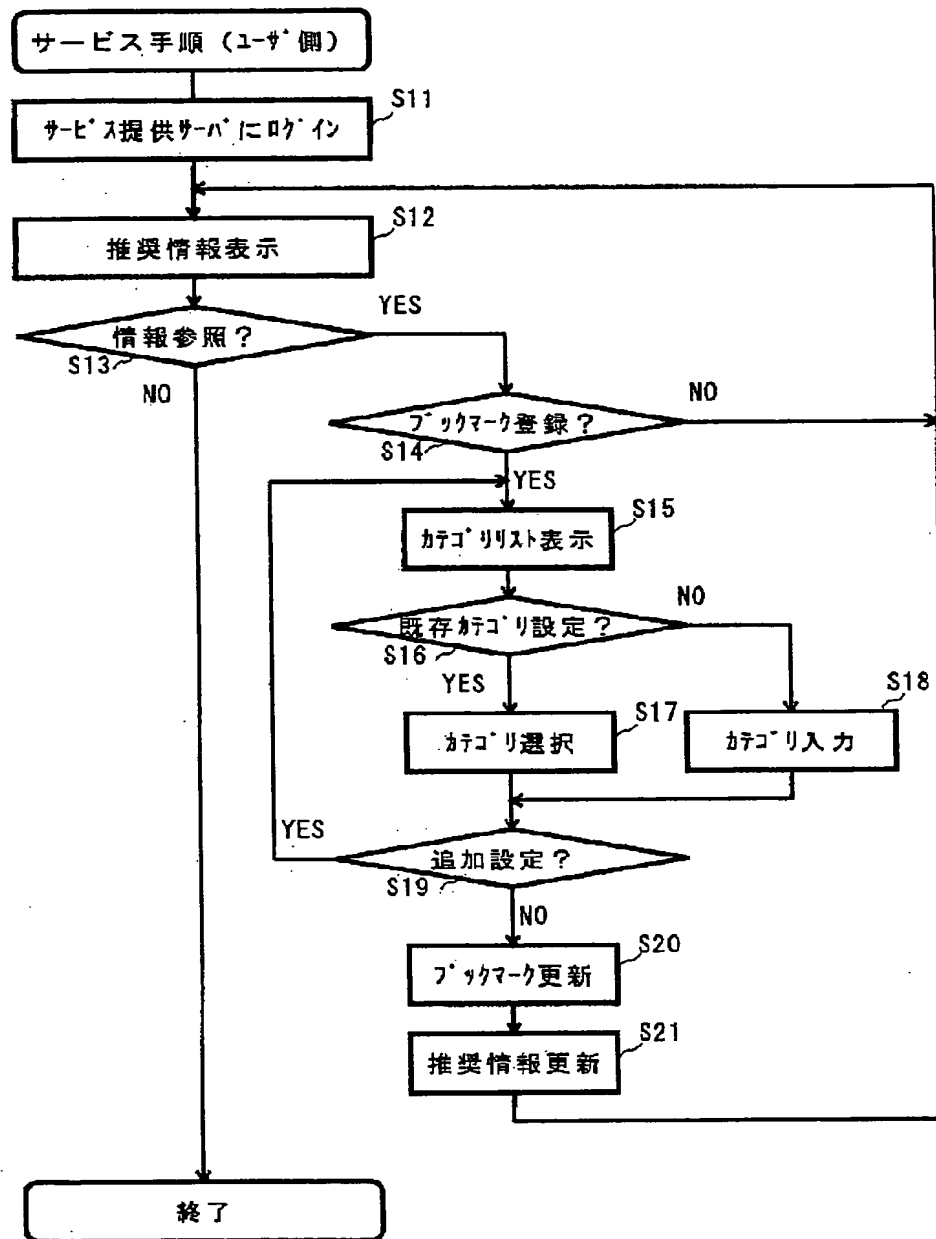 サービス手順 (ﾕｰｻﾞ側)
S11
ｻｰﾋﾞｽ提供ｻｰﾊﾞにﾛｸﾞｲﾝ
S12
推奨情報表示
YES
情報参照?
S13
NO
NO
ﾌﾞｯｸﾏｰｸ登録?
S14
YES
S15
ｶﾃｺﾞﾘﾘｽﾄ表示
NO
既存ｶﾃｺﾞﾘ設定?
S16
YES
S17
S18
ｶﾃｺﾞﾘ選択
ｶﾃｺﾞﾘ入力
YES
追加設定?
S19
NO
S20
ﾌﾞｯｸﾏｰｸ更新
S21
推奨情報更新
終了